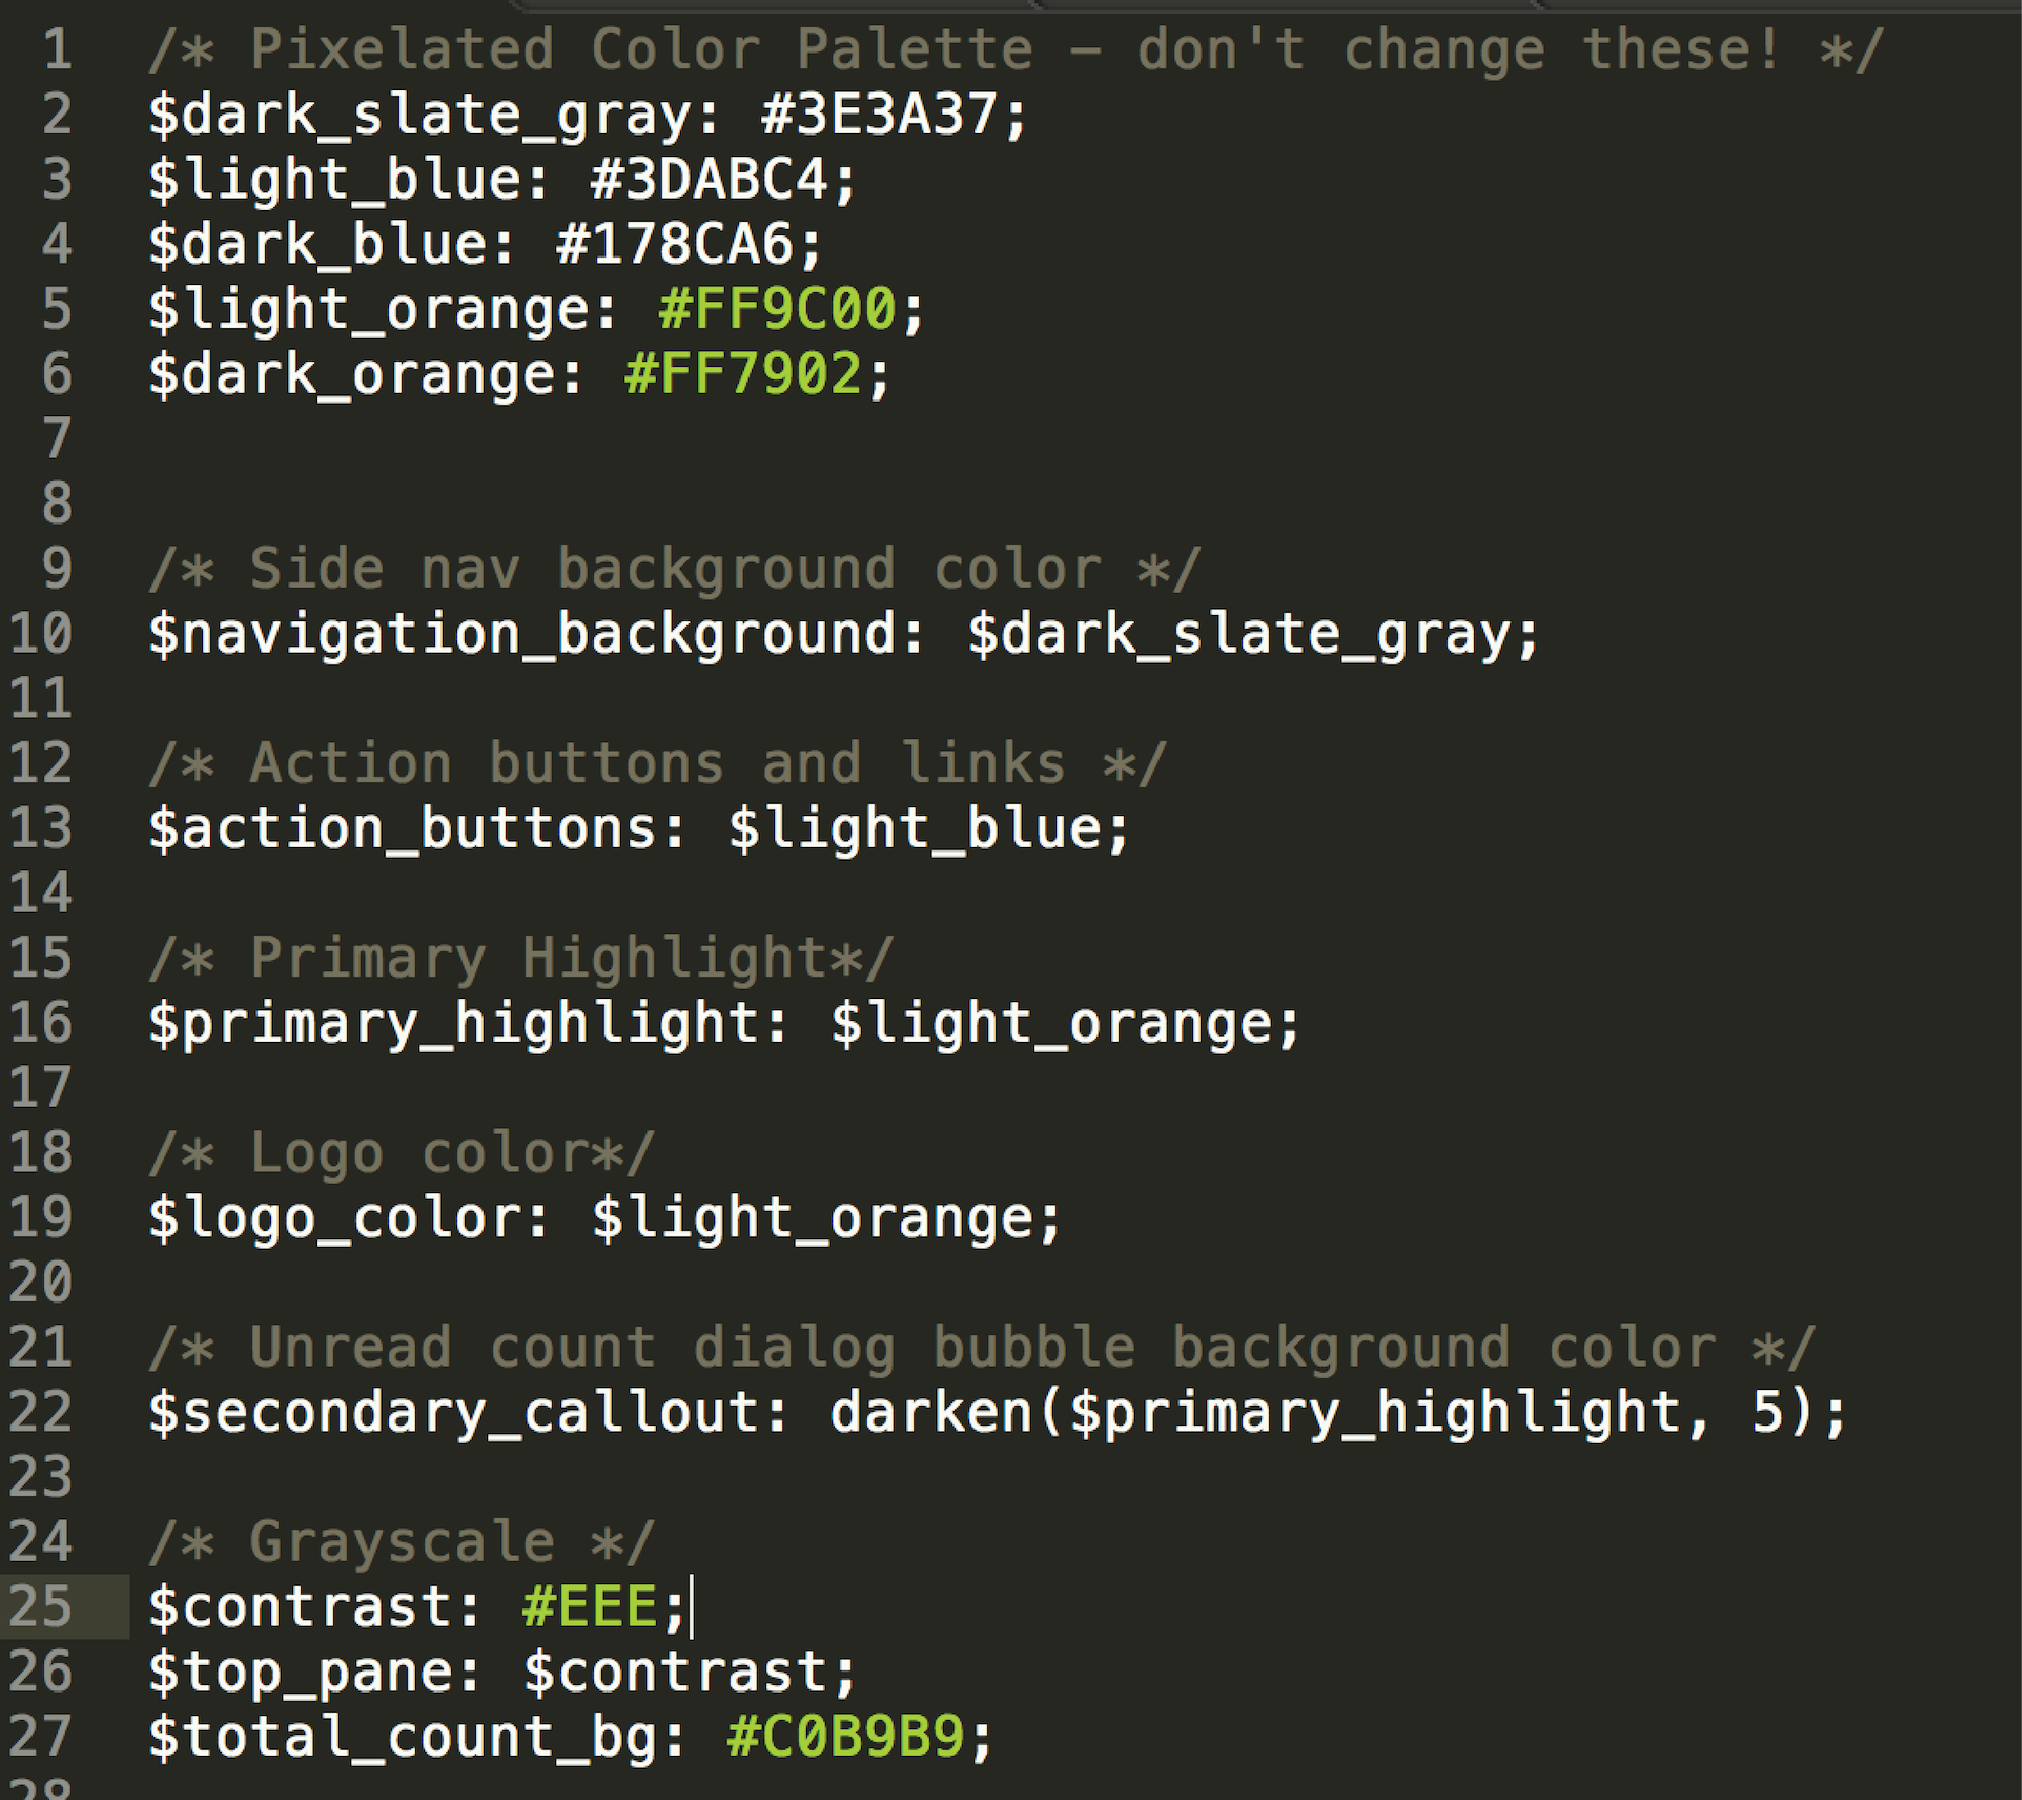 1 /* Pixelated Color Palette – don't change these! */
2 $dark_slate_gray: #3E3A37;
3 $light_blue: #3DABC4;
4 $dark_blue: #178CA6;
5 $light_orange: #FF9C00;
6 $dark_orange: #FF7902;
7
8
9 /* Side nav background color */
10 $navigation_background: $dark_slate_gray;
11
12 /* Action buttons and links */
13 $action_buttons: $light_blue;
14
15 /* Primary Highlight*/
16 $primary_highlight: $light_orange;
17
18 /* Logo color*/
19 $logo_color: $light_orange;
20
21 /* Unread count dialog bubble background color */
22 $secondary_callout: darken($primary_highlight, 5);
23
24 /* Grayscale */
25 $contrast: #EEE;
26 $top_pane: $contrast;
27 $total_count_bg: #C0B9B9;
28